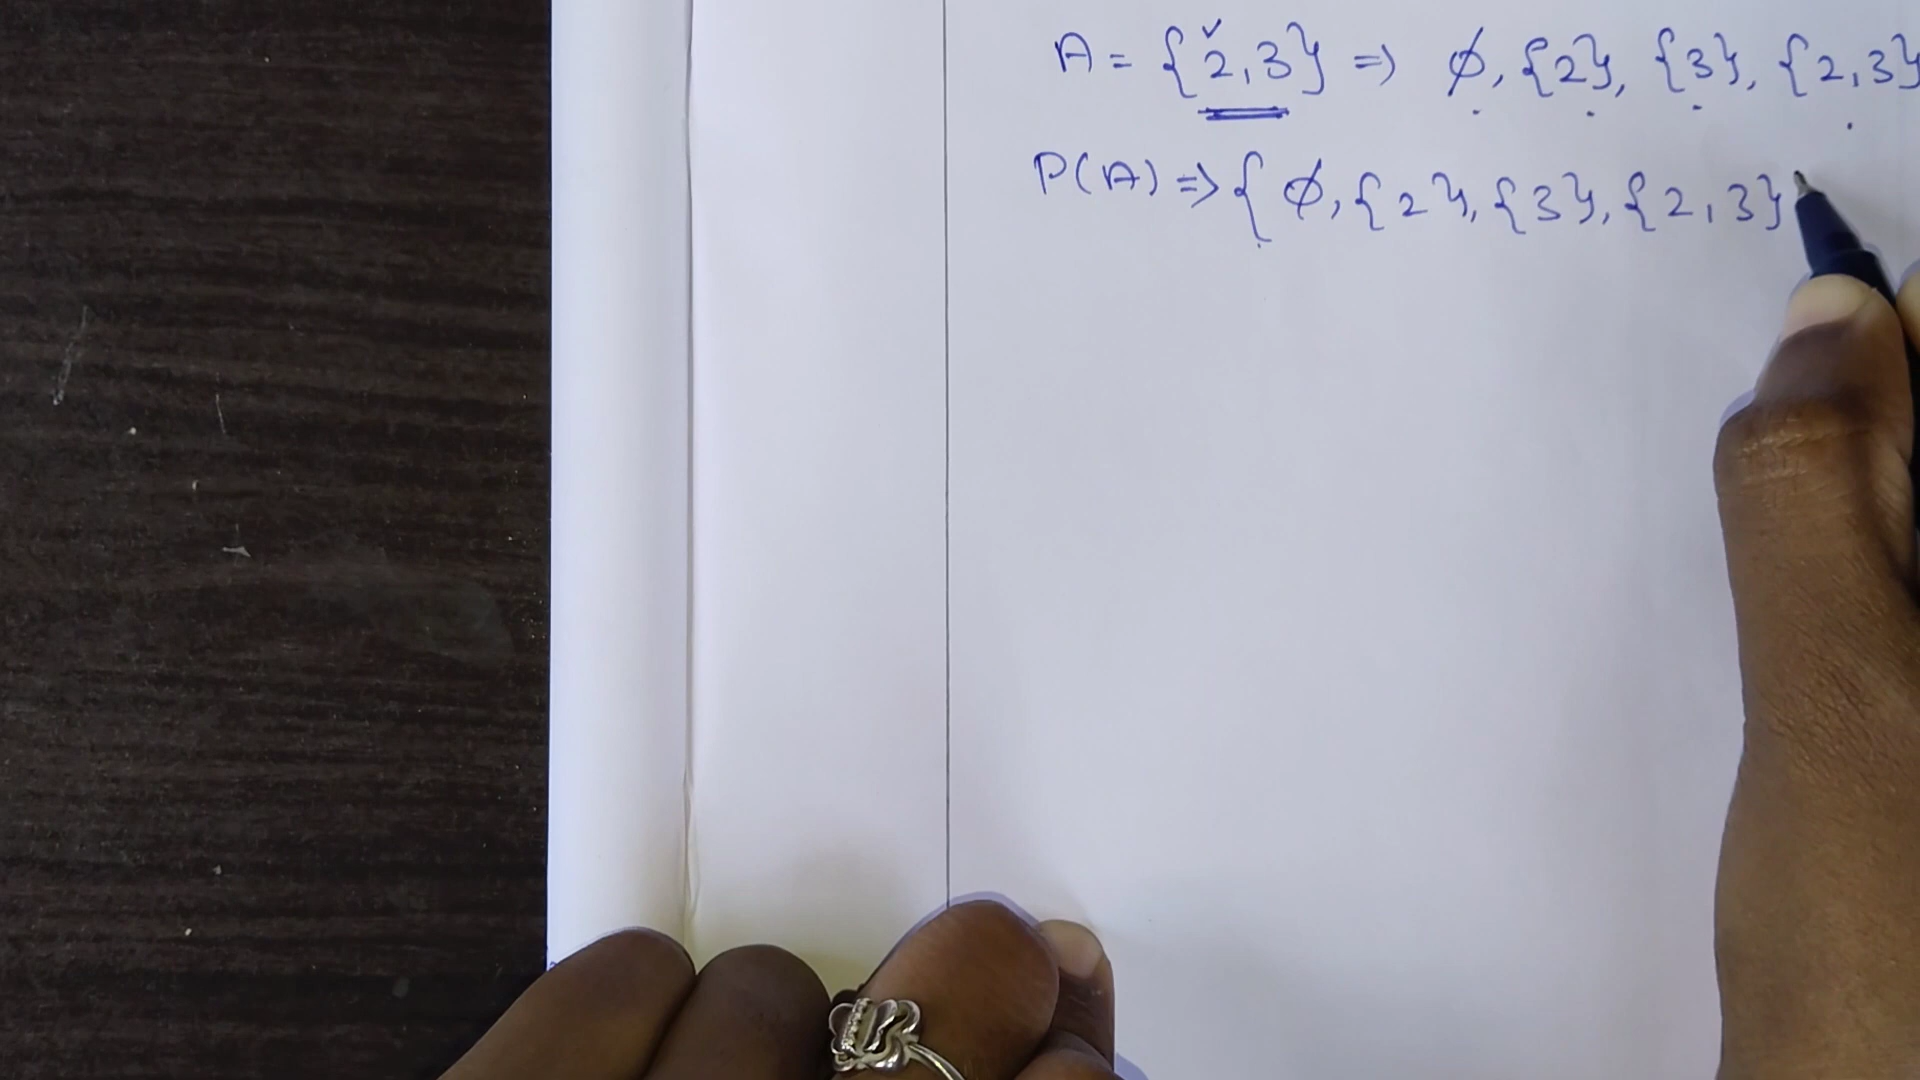 A = {2,3} => ϕ, {2}, {3}, {2,3}
P(A) => { ϕ, {2}, {3}, {2,3}